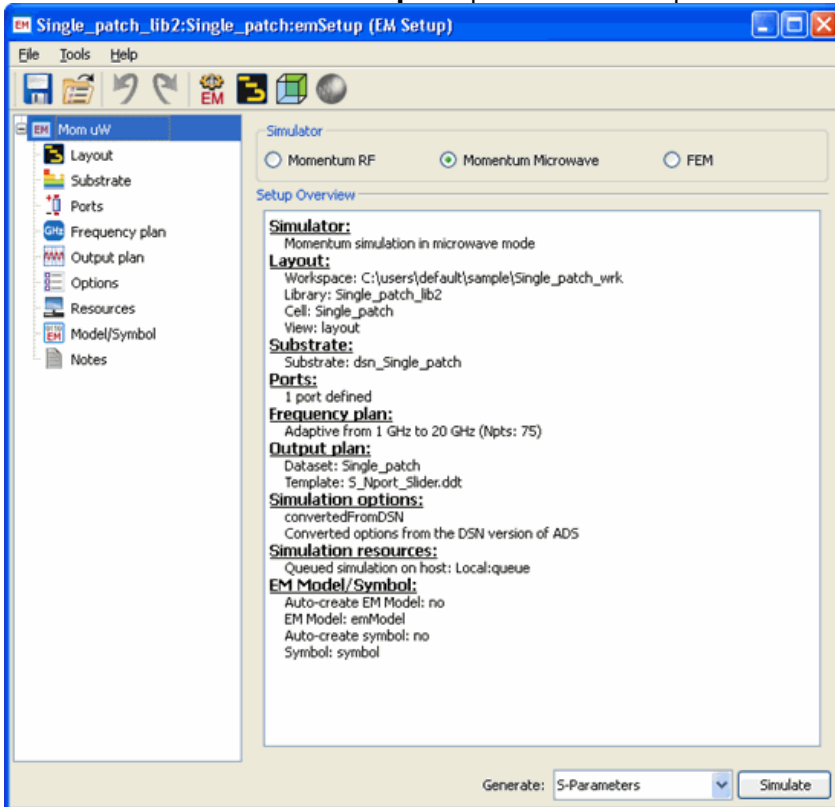 EM Single_patch_lib2:Single_patch:emSetup (EM Setup)
File Tools Help
EM
EM Mom uW
Layout
Substrate
Ports
GHz Frequency plan
Output plan
Options
Resources
EM Model/Symbol
Notes
Simulator
Momentum RF Momentum Microwave FEM
Setup Overview
Simulator:
Momentum simulation in microwave mode
Layout:
Workspace: C:\users\default\sample\Single_patch_wrk
Library: Single_patch_lib2
Cell: Single_patch
View: layout
Substrate:
Substrate: dsn_Single_patch
Ports:
1 port defined
Frequency plan:
Adaptive from 1 GHz to 20 GHz (Npts: 75)
Output plan:
Dataset: Single_patch
Template: S_Nport_Slider.ddt
Simulation options:
convertedFromDSN
Converted options from the DSN version of ADS
Simulation resources:
Queued simulation on host: Local:queue
EM Model/Symbol:
Auto-create EM Model: no
EM Model: emModel
Auto-create symbol: no
Symbol: symbol
Generate: S-Parameters Simulate